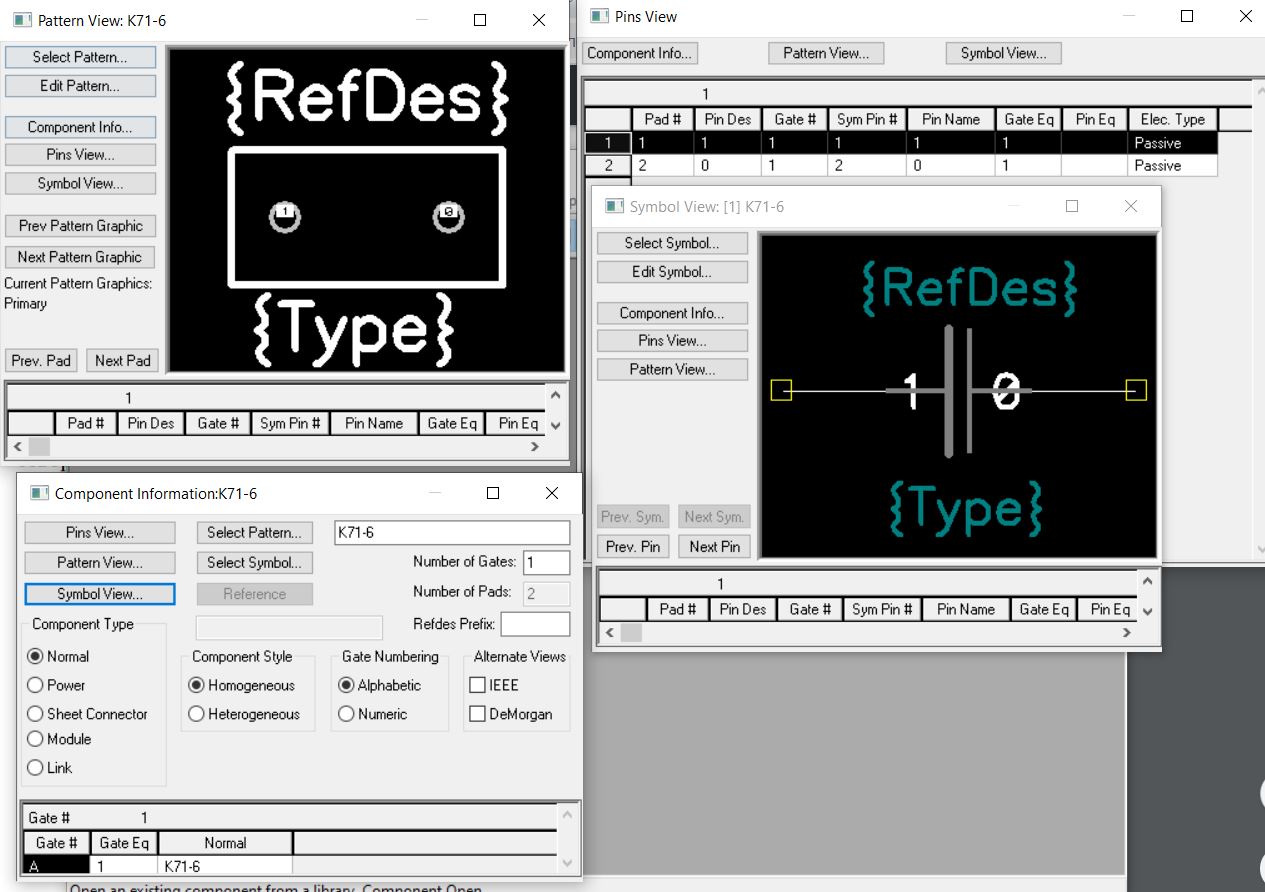 Pattern View: K71-6
Select Pattern...
Edit Pattern...
Component Info...
Pins View...
Symbol View...
Prev Pattern Graphic
Next Pattern Graphic
Current Pattern Graphics:
Primary
Prev. Pad Next Pad
{RefDes}
1 0
{Type}
1
Pad # Pin Des Gate # Sym Pin # Pin Name Gate Eq Pin Eq
Pins View
Component Info... Pattern View... Symbol View...
1
Pad # Pin Des Gate # Sym Pin # Pin Name Gate Eq Pin Eq Elec. Type
1 1 1 1 1 1 1 Passive
2 2 0 1 2 0 1 Passive
Symbol View: [1] K71-6
Select Symbol...
Edit Symbol...
Component Info...
Pins View...
Pattern View...
Prev. Sym. Next Sym.
Prev. Pin Next Pin
{RefDes}
1 0
{Type}
1
Pad # Pin Des Gate # Sym Pin # Pin Name Gate Eq Pin Eq
Component Information:K71-6
Pins View... Select Pattern... K71-6
Pattern View... Select Symbol... Number of Gates: 1
Symbol View... Reference Number of Pads: 2
Refdes Prefix:
Component Type
Normal
Power
Sheet Connector
Module
Link
Component Style
Homogeneous
Heterogeneous
Gate Numbering
Alphabetic
Numeric
Alternate Views
IEEE
DeMorgan
Gate # 1
Gate # Gate Eq Normal
A 1 K71-6
Open an existing component from a library. Component Open